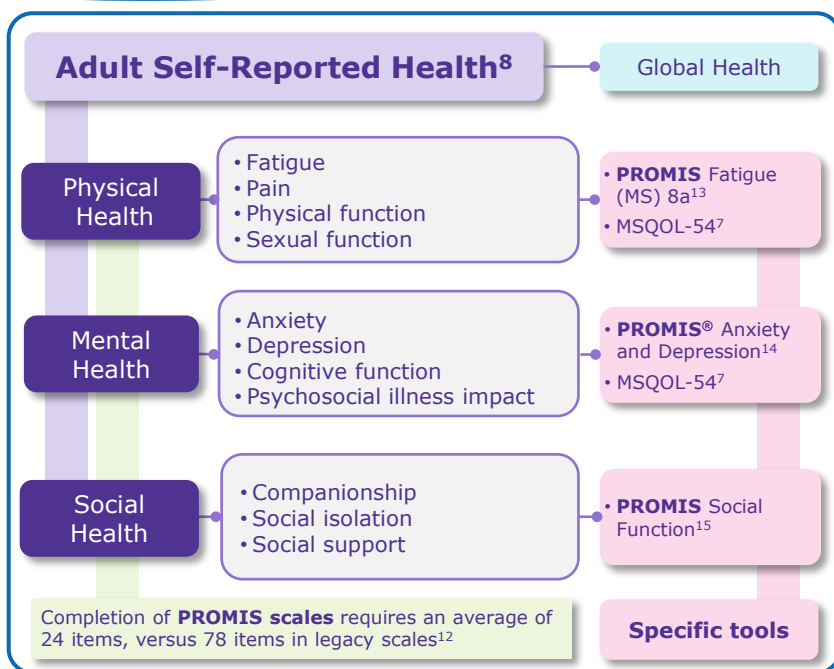 Adult Self-Reported Health⁸
Global Health
Physical
Health
• Fatigue
• Pain
• Physical function
• Sexual function
• PROMIS Fatigue
(MS) 8a¹³
• MSQOL-54⁷
Mental
Health
• Anxiety
• Depression
• Cognitive function
• Psychosocial illness impact
• PROMIS® Anxiety
and Depression¹⁴
• MSQOL-54⁷
Social
Health
• Companionship
• Social isolation
• Social support
• PROMIS Social
Function¹⁵
Completion of PROMIS scales requires an average of
24 items, versus 78 items in legacy scales¹²
Specific tools